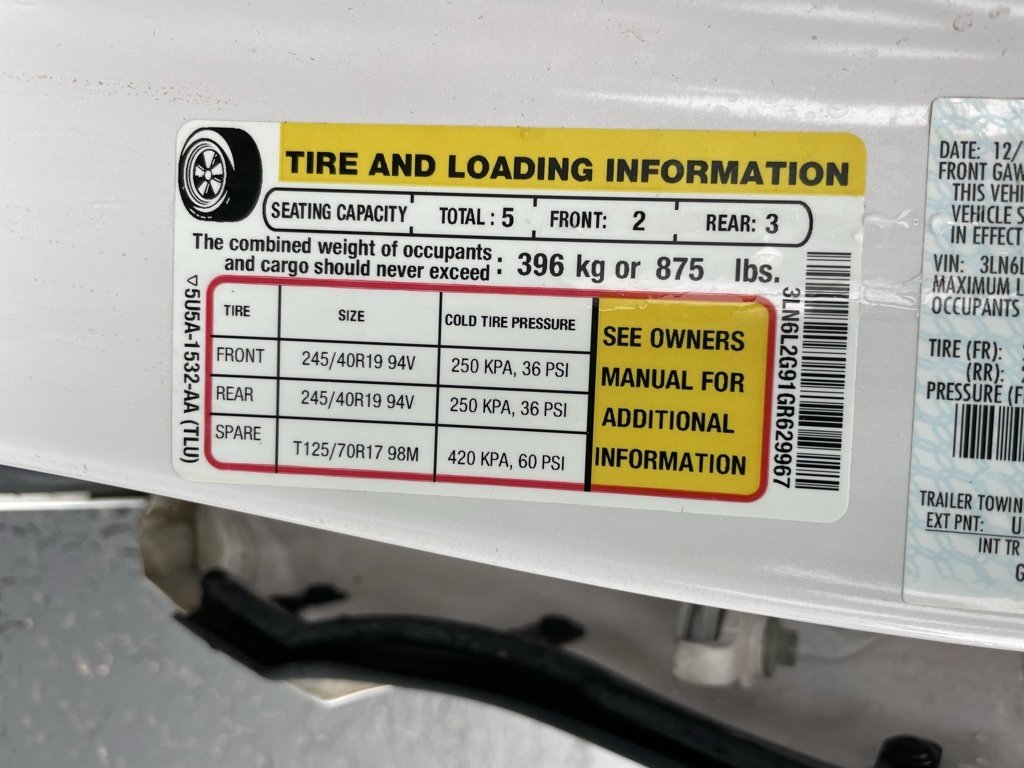 TIRE AND LOADING INFORMATION
SEATING CAPACITY TOTAL : 5 FRONT: 2 REAR: 3
The combined weight of occupants
and cargo should never exceed : 396 kg or 875 lbs.
TIRE SIZE COLD TIRE PRESSURE
FRONT 245/40R19 94V 250 KPA, 36 PSI
REAR 245/40R19 94V 250 KPA, 36 PSI
SPARE T125/70R17 98M 420 KPA, 60 PSI
SEE OWNERS
MANUAL FOR
ADDITIONAL
INFORMATION
▽5U5A-1532-AA (TLU)
3LN6L2G91GR629967
DATE: 12/
FRONT GAW
THIS VEHI
VEHICLE S
IN EFFECT
VIN: 3LN6L
MAXIMUM L
OCCUPANTS
TIRE (FR):
(RR):
PRESSURE (F
TRAILER TOWIN
EXT PNT: U
INT TR